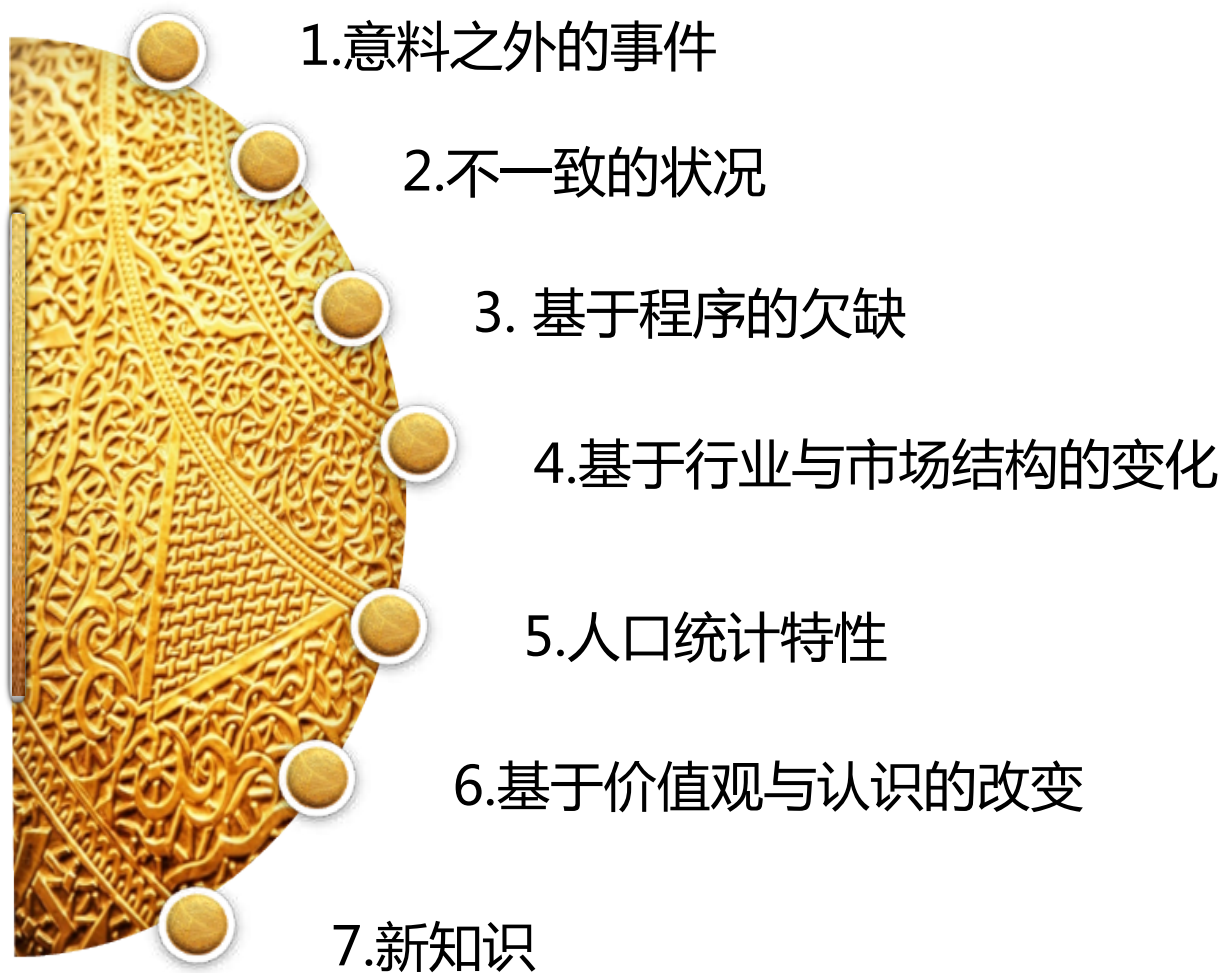 1.意料之外的事件
2.不一致的状况
3. 基于程序的欠缺
4.基于行业与市场结构的变化
5.人口统计特性
6.基于价值观与认识的改变
7.新知识